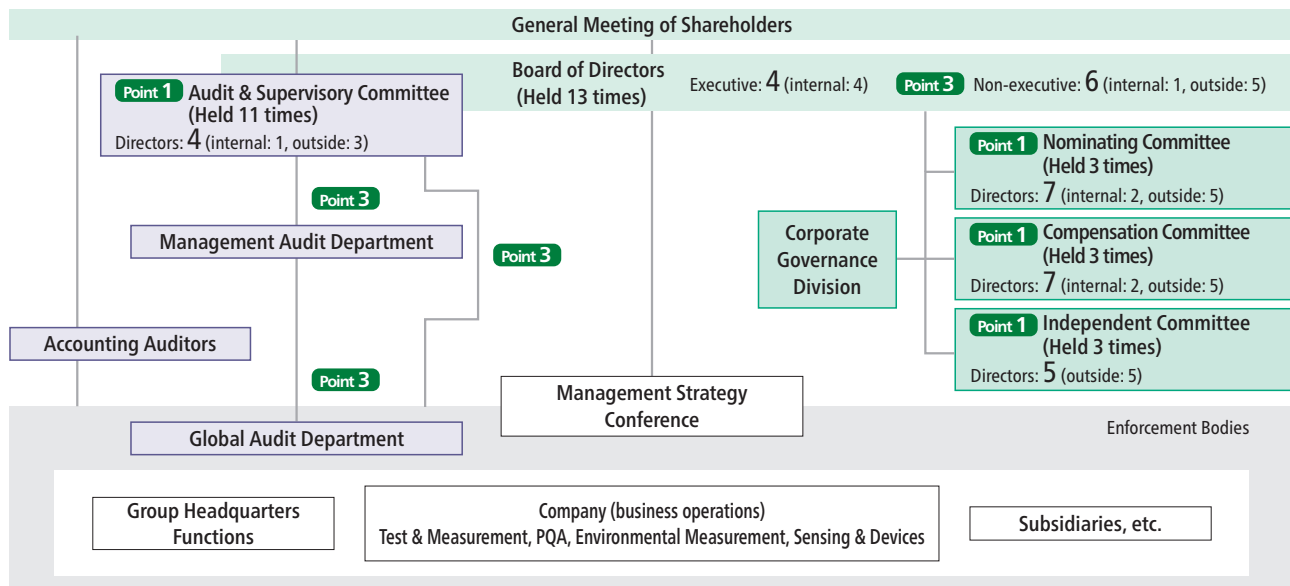 General Meeting of Shareholders
Board of Directors
(Held 13 times)
Executive: 4 (internal: 4)
Point 3 Non-executive: 6 (internal: 1, outside: 5)
Point 1 Audit & Supervisory Committee
(Held 11 times)
Directors: 4 (internal: 1, outside: 3)
Point 3
Management Audit Department
Point 3
Accounting Auditors
Point 3
Global Audit Department
Management Strategy
Conference
Corporate
Governance
Division
Point 1 Nominating Committee
(Held 3 times)
Directors: 7 (internal: 2, outside: 5)
Point 1 Compensation Committee
(Held 3 times)
Directors: 7 (internal: 2, outside: 5)
Point 1 Independent Committee
(Held 3 times)
Directors: 5 (outside: 5)
Enforcement Bodies
Group Headquarters
Functions
Company (business operations)
Test & Measurement, PQA, Environmental Measurement, Sensing & Devices
Subsidiaries, etc.